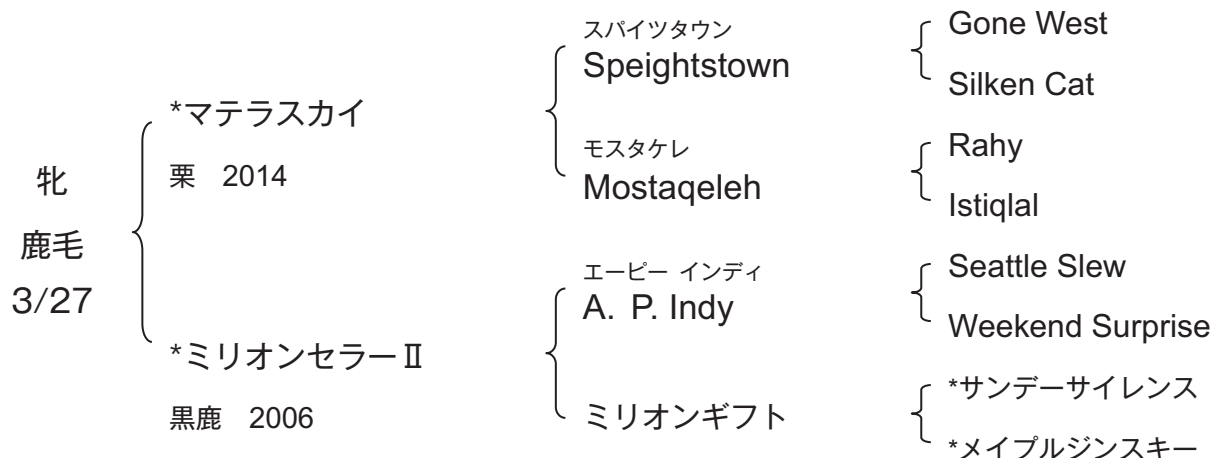 牝
鹿毛
3/27
*マテラスカイ
栗 2014
*ミリオンセラーⅡ
黒鹿 2006
スパイツタウン
Speightstown
モスタケレ
Mostaqeleh
エーピー インディ
A. P. Indy
ミリオンギフト
Gone West
Silken Cat
Rahy
Istiqlal
Seattle Slew
Weekend Surprise
*サンデーサイレンス
*メイプルジンスキー